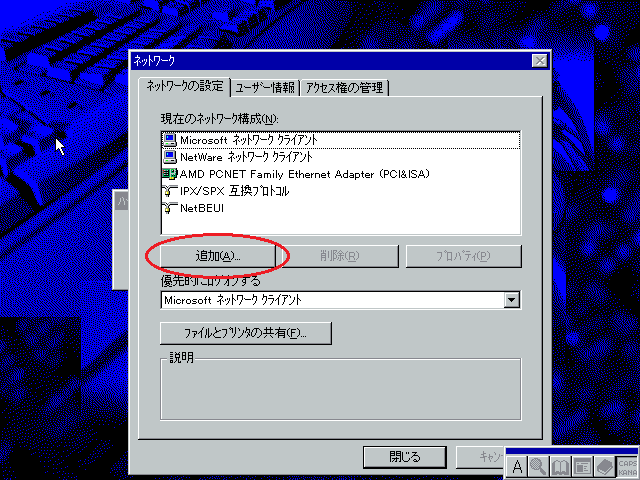 ネットワーク
ネットワークの設定 ユーザー情報 アクセス権の管理
現在のネットワーク構成(N):
Microsoft ネットワーク クライアント
NetWare ネットワーク クライアント
AMD PCNET Family Ethernet Adapter (PCI&ISA)
IPX/SPX 互換プロトコル
NetBEUI
追加(A)... 削除(R) プロパティ(P)
優先的にログオンする
Microsoft ネットワーク クライアント
ファイルとプリンタの共有(F)...
説明
閉じる キャン
A CAPS
KANA